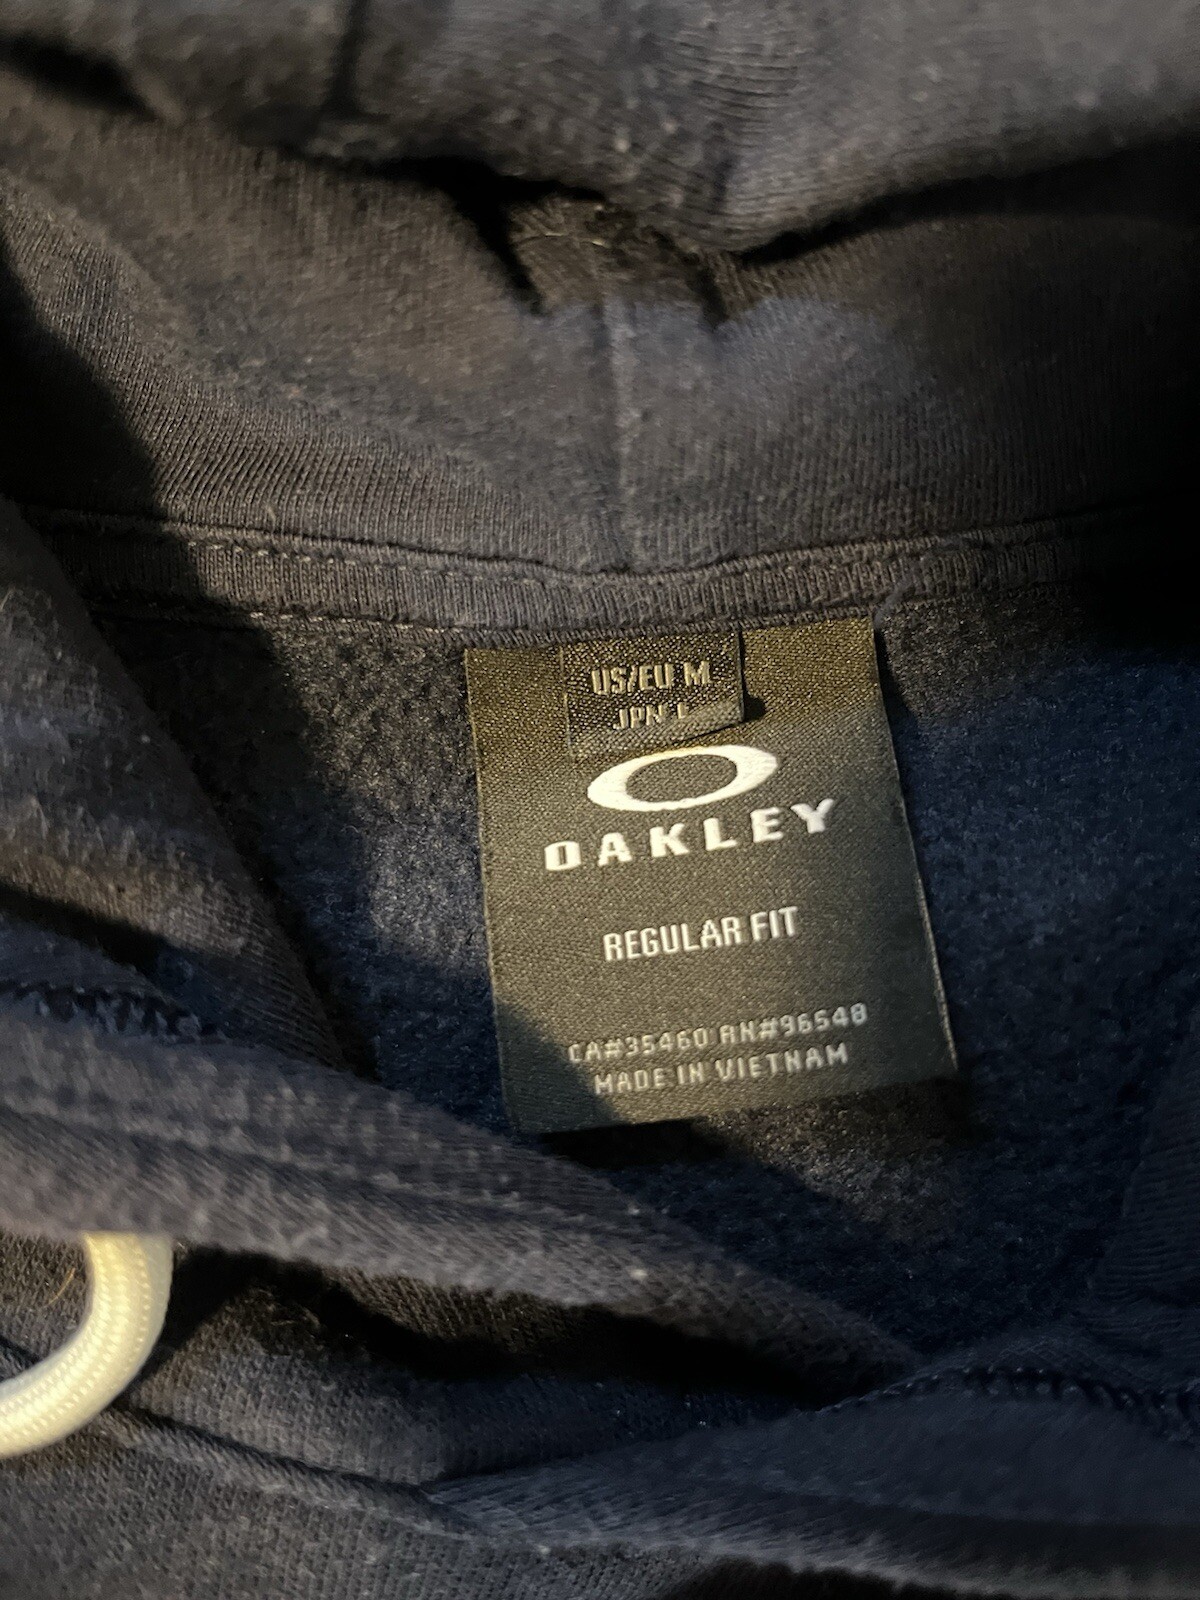 US/EU M
JPN L
OAKLEY
REGULAR FIT
CA#35460 RN#96548
MADE IN VIETNAM